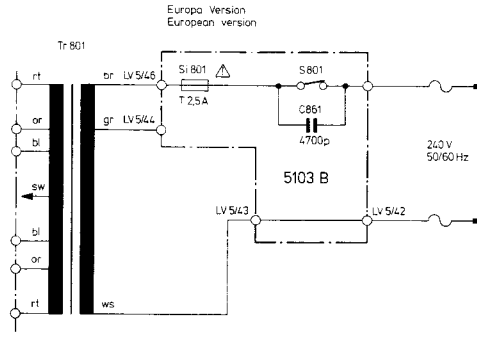 Europa Version
European version
Tr 801
rt
br
LV 5/46
Si 801
S 801
T 2,5A
or
gr
LV 5/44
C861
4700p
bl
240 V
50/60 Hz
sw
5103 B
LV 5/43
LV 5/42
bl
or
rt
ws